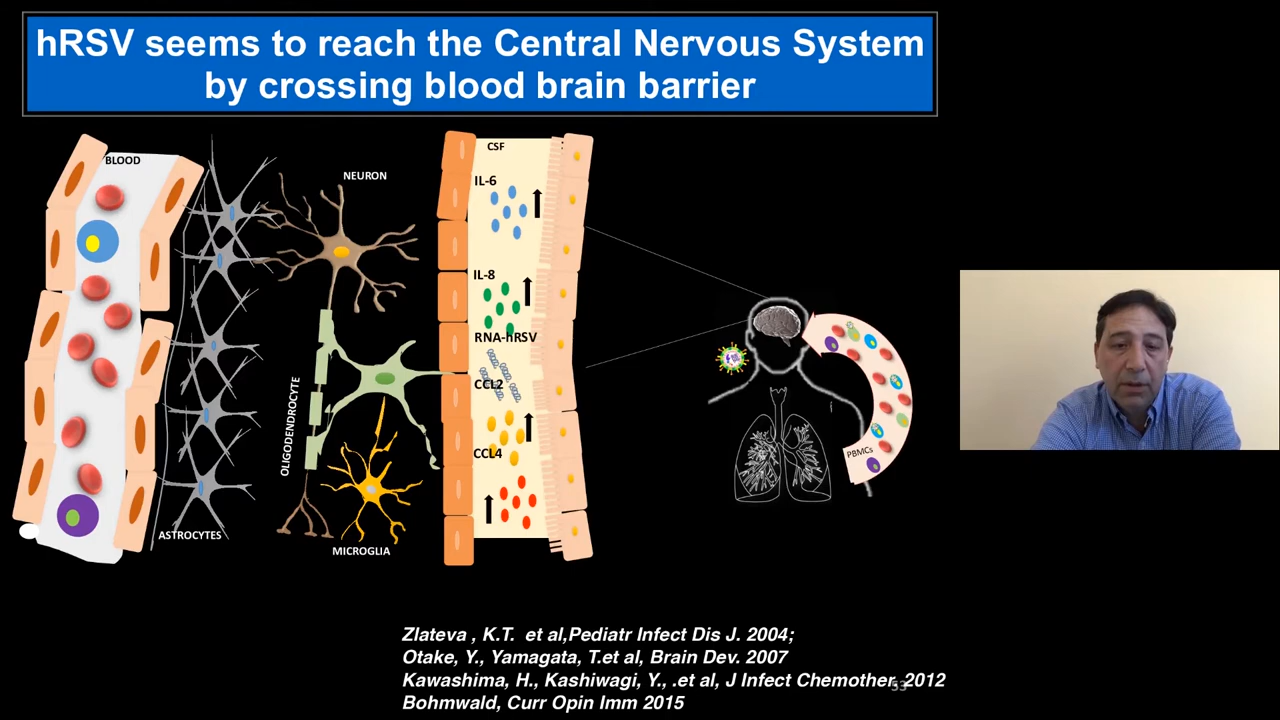 hRSV seems to reach the Central Nervous System
by crossing blood brain barrier
BLOOD
NEURON
CSF
IL-6
IL-8
RNA-hRSV
CCL2
CCL4
OLIGODENDROCYTE
ASTROCYTES
MICROGLIA
PBMCs
Zlateva , K.T. et al,Pediatr Infect Dis J. 2004;
Otake, Y., Yamagata, T.et al, Brain Dev. 2007
Kawashima, H., Kashiwagi, Y., .et al, J Infect Chemother. 2012
53
Bohmwald, Curr Opin Imm 2015